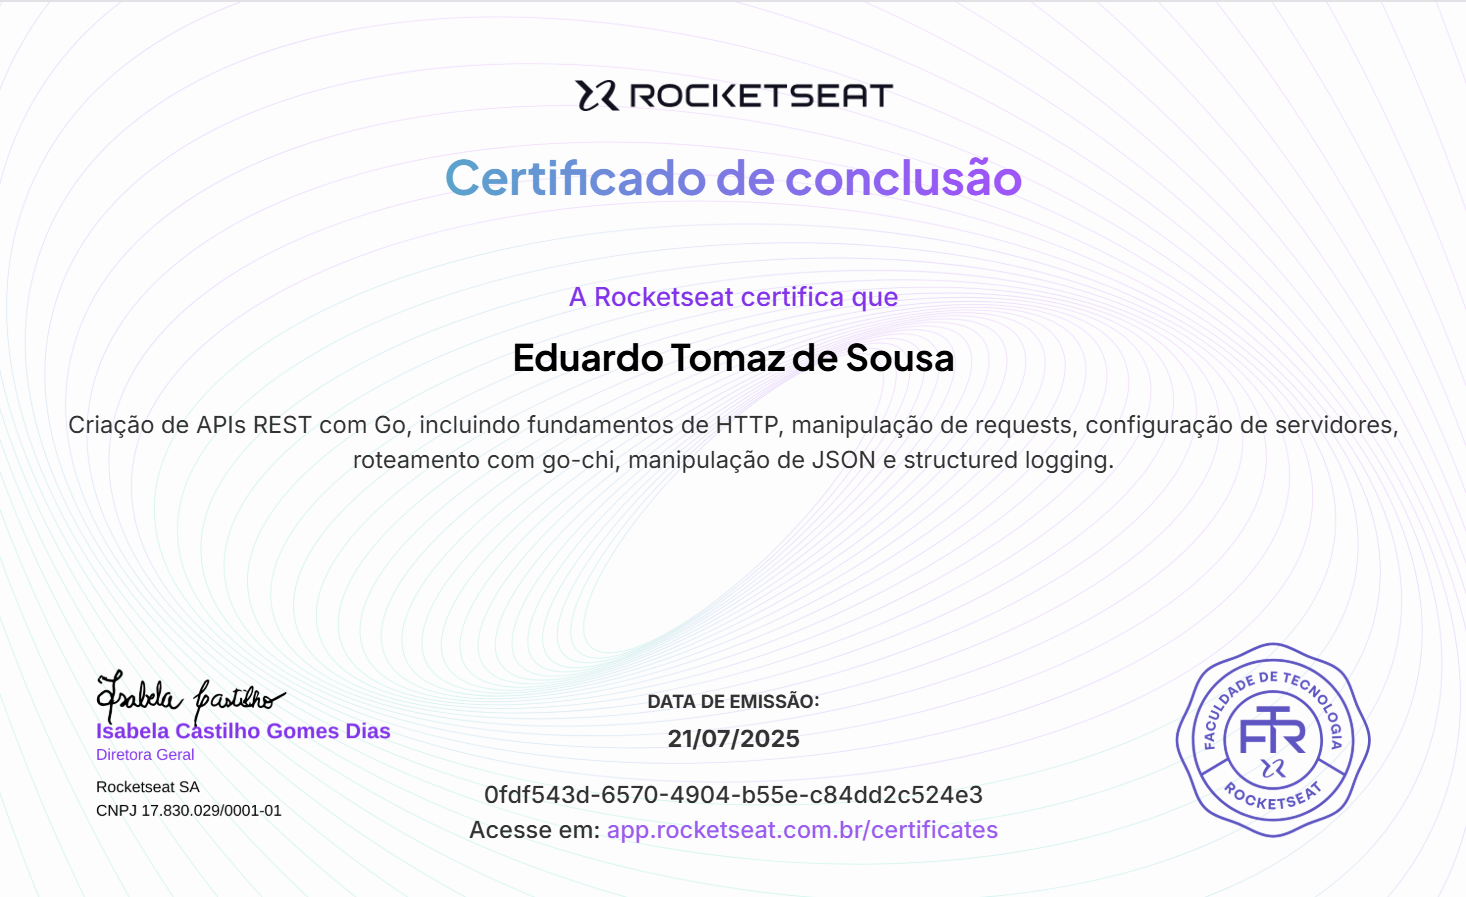 ROCKETSEAT
Certificado de conclusão
A Rocketseat certifica que
Eduardo Tomaz de Sousa
Criação de APIs REST com Go, incluindo fundamentos de HTTP, manipulação de requests, configuração de servidores,
roteamento com go-chi, manipulação de JSON e structured logging.
Isabela Castilho
Isabela Castilho Gomes Dias
Diretora Geral
Rocketseat SA
CNPJ 17.830.029/0001-01
DATA DE EMISSÃO:
21/07/2025
0fdf543d-6570-4904-b55e-c84dd2c524e3
Acesse em: app.rocketseat.com.br/certificates
FACULDADE DE TECNOLOGIA
FTR
ROCKETSEAT